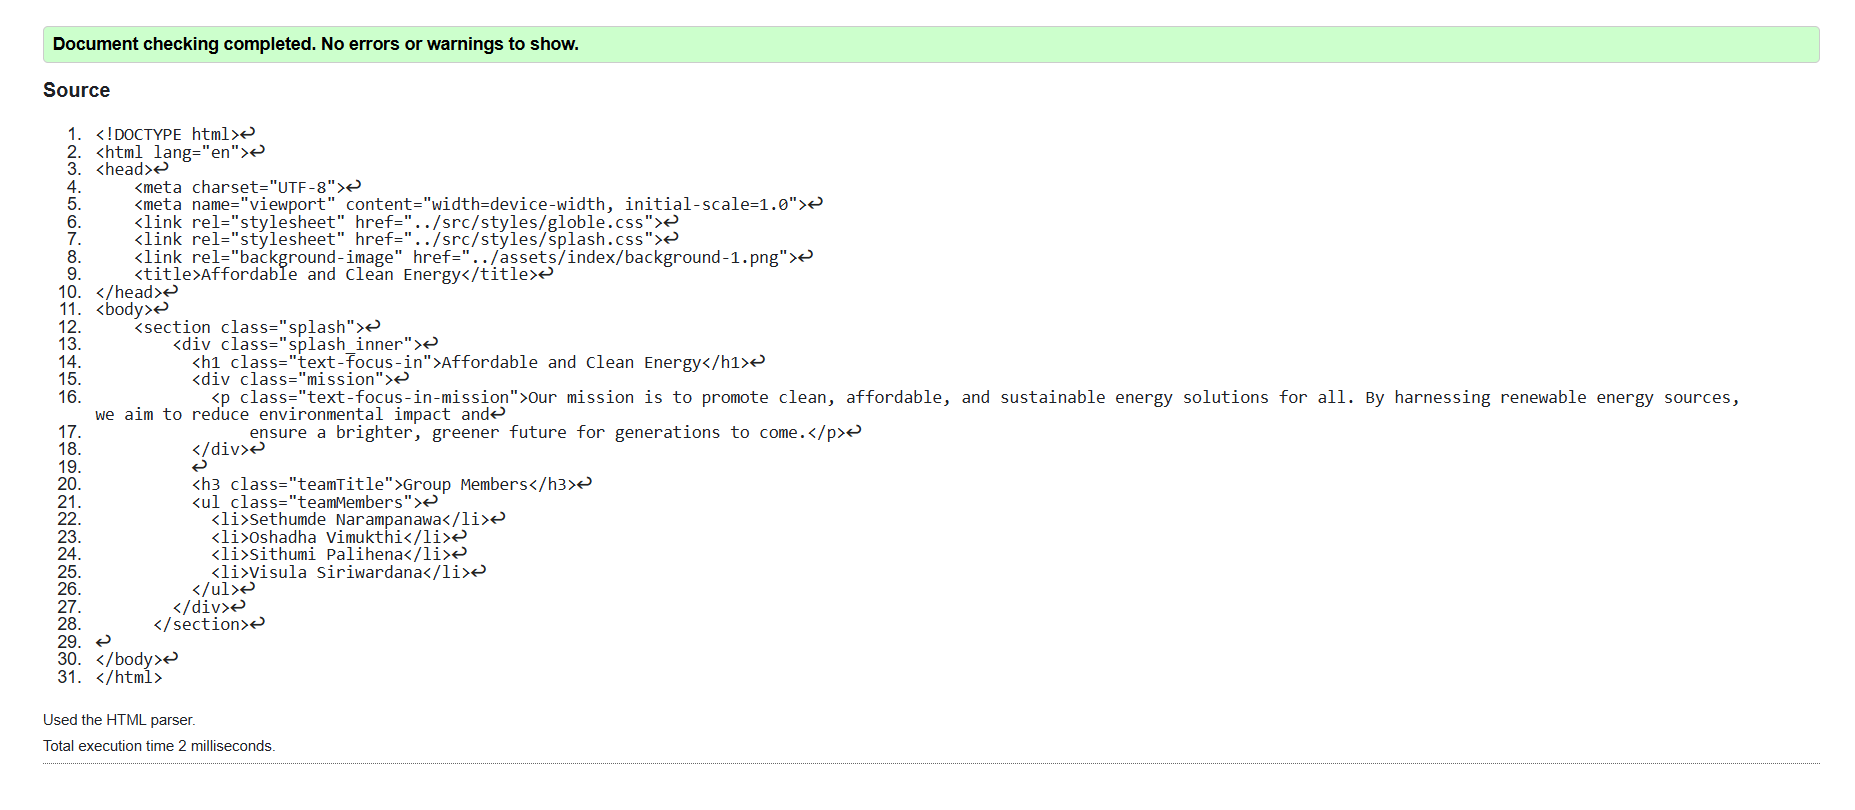 Document checking completed. No errors or warnings to show.
Source
1. <!DOCTYPE html>↩
2. <html lang="en">↩
3. <head>↩
4.     <meta charset="UTF-8">↩
5.     <meta name="viewport" content="width=device-width, initial-scale=1.0">↩
6.     <link rel="stylesheet" href="../src/styles/globle.css">↩
7.     <link rel="stylesheet" href="../src/styles/splash.css">↩
8.     <link rel="background-image" href="../assets/index/background-1.png">↩
9.     <title>Affordable and Clean Energy</title>↩
10. </head>↩
11. <body>↩
12.     <section class="splash">↩
13.         <div class="splash_inner">↩
14.           <h1 class="text-focus-in">Affordable and Clean Energy</h1>↩
15.           <div class="mission">↩
16.             <p class="text-focus-in-mission">Our mission is to promote clean, affordable, and sustainable energy solutions for all. By harnessing renewable energy sources,
we aim to reduce environmental impact and↩
17.                 ensure a brighter, greener future for generations to come.</p>↩
18.           </div>↩
19.           ↩
20.           <h3 class="teamTitle">Group Members</h3>↩
21.           <ul class="teamMembers">↩
22.             <li>Sethumde Narampanawa</li>↩
23.             <li>Oshadha Vimukthi</li>↩
24.             <li>Sithumi Palihena</li>↩
25.             <li>Visula Siriwardana</li>↩
26.           </ul>↩
27.         </div>↩
28.       </section>↩
29. ↩
30. </body>↩
31. </html>
Used the HTML parser.
Total execution time 2 milliseconds.